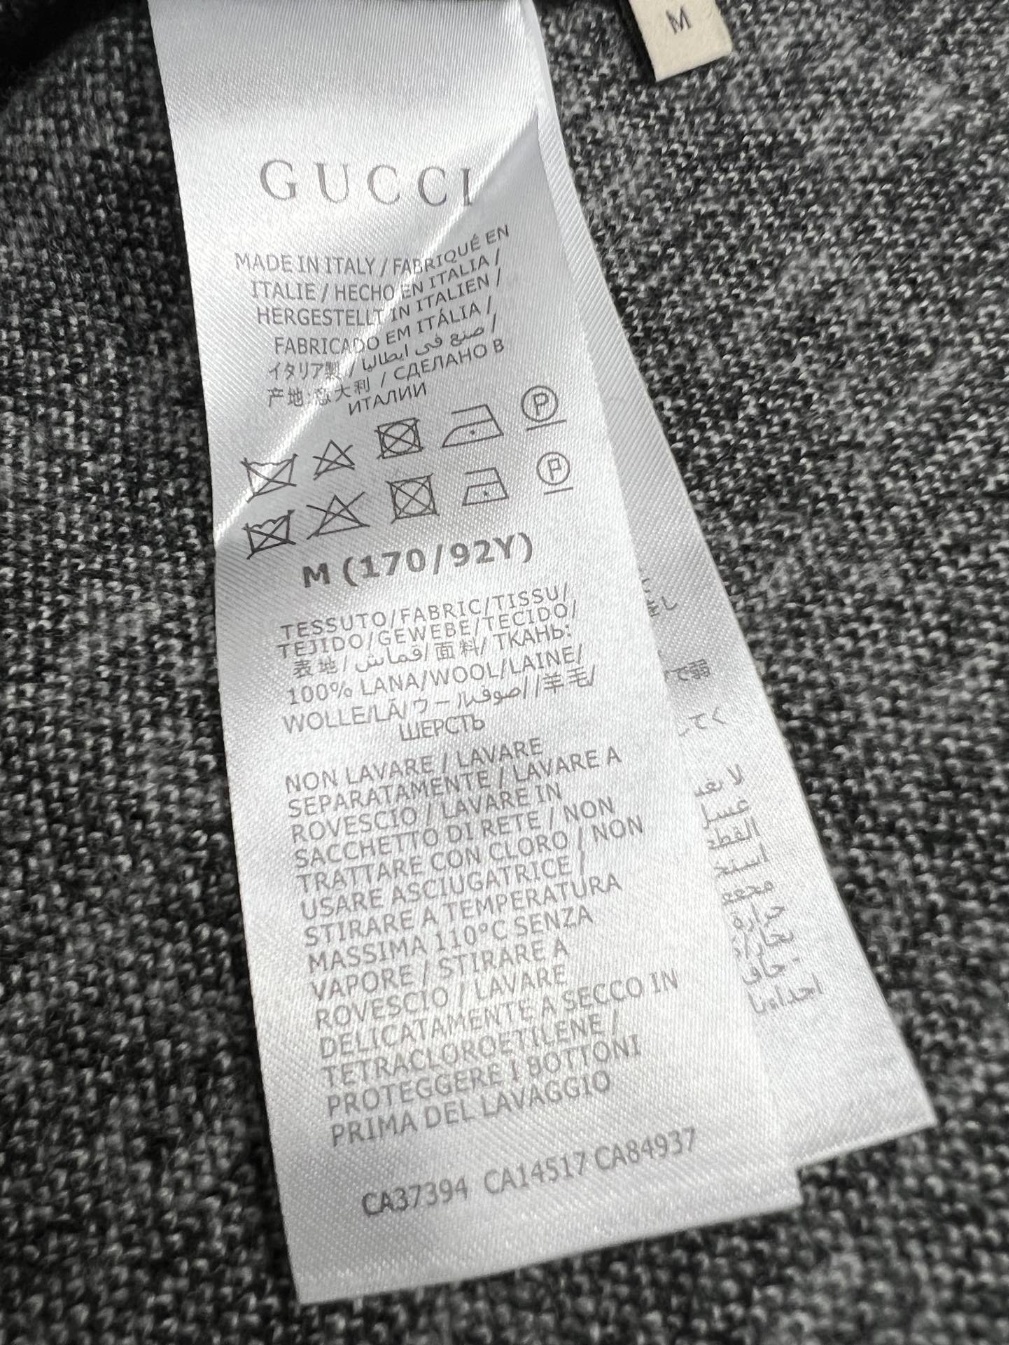 M
GUCCI
MADE IN ITALY / FABRIQUÉ EN
ITALIE / HECHO EN ITALIA /
HERGESTELLT IN ITALIEN /
FABRICADO EM ITÁLIA /
イタリア製 / صنع في ايطاليا /
产地:意大利 / СДЕЛАНО В
ИТАЛИИ
P
P
M (170/92Y)
TESSUTO/FABRIC/TISSU/
TEJIDO/GEWEBE/TECIDO/
表地/قماش/面料/ ТКАНЬ:
100% LANA/WOOL/LAINE/
WOLLE/LÃ/ウール/صوف//羊毛/
ШЕРСТЬ
NON LAVARE / LAVARE
SEPARATAMENTE / LAVARE A
ROVESCIO / LAVARE IN
SACCHETTO DI RETE / NON
TRATTARE CON CLORO / NON
USARE ASCIUGATRICE /
STIRARE A TEMPERATURA
MASSIMA 110°C SENZA
VAPORE / STIRARE A
ROVESCIO / LAVARE
DELICATAMENTE A SECCO IN
TETRACLOROETILENE /
PROTEGGERE I BOTTONI
PRIMA DEL LAVAGGIO
CA37394 CA14517 CA84937
で弱
てく